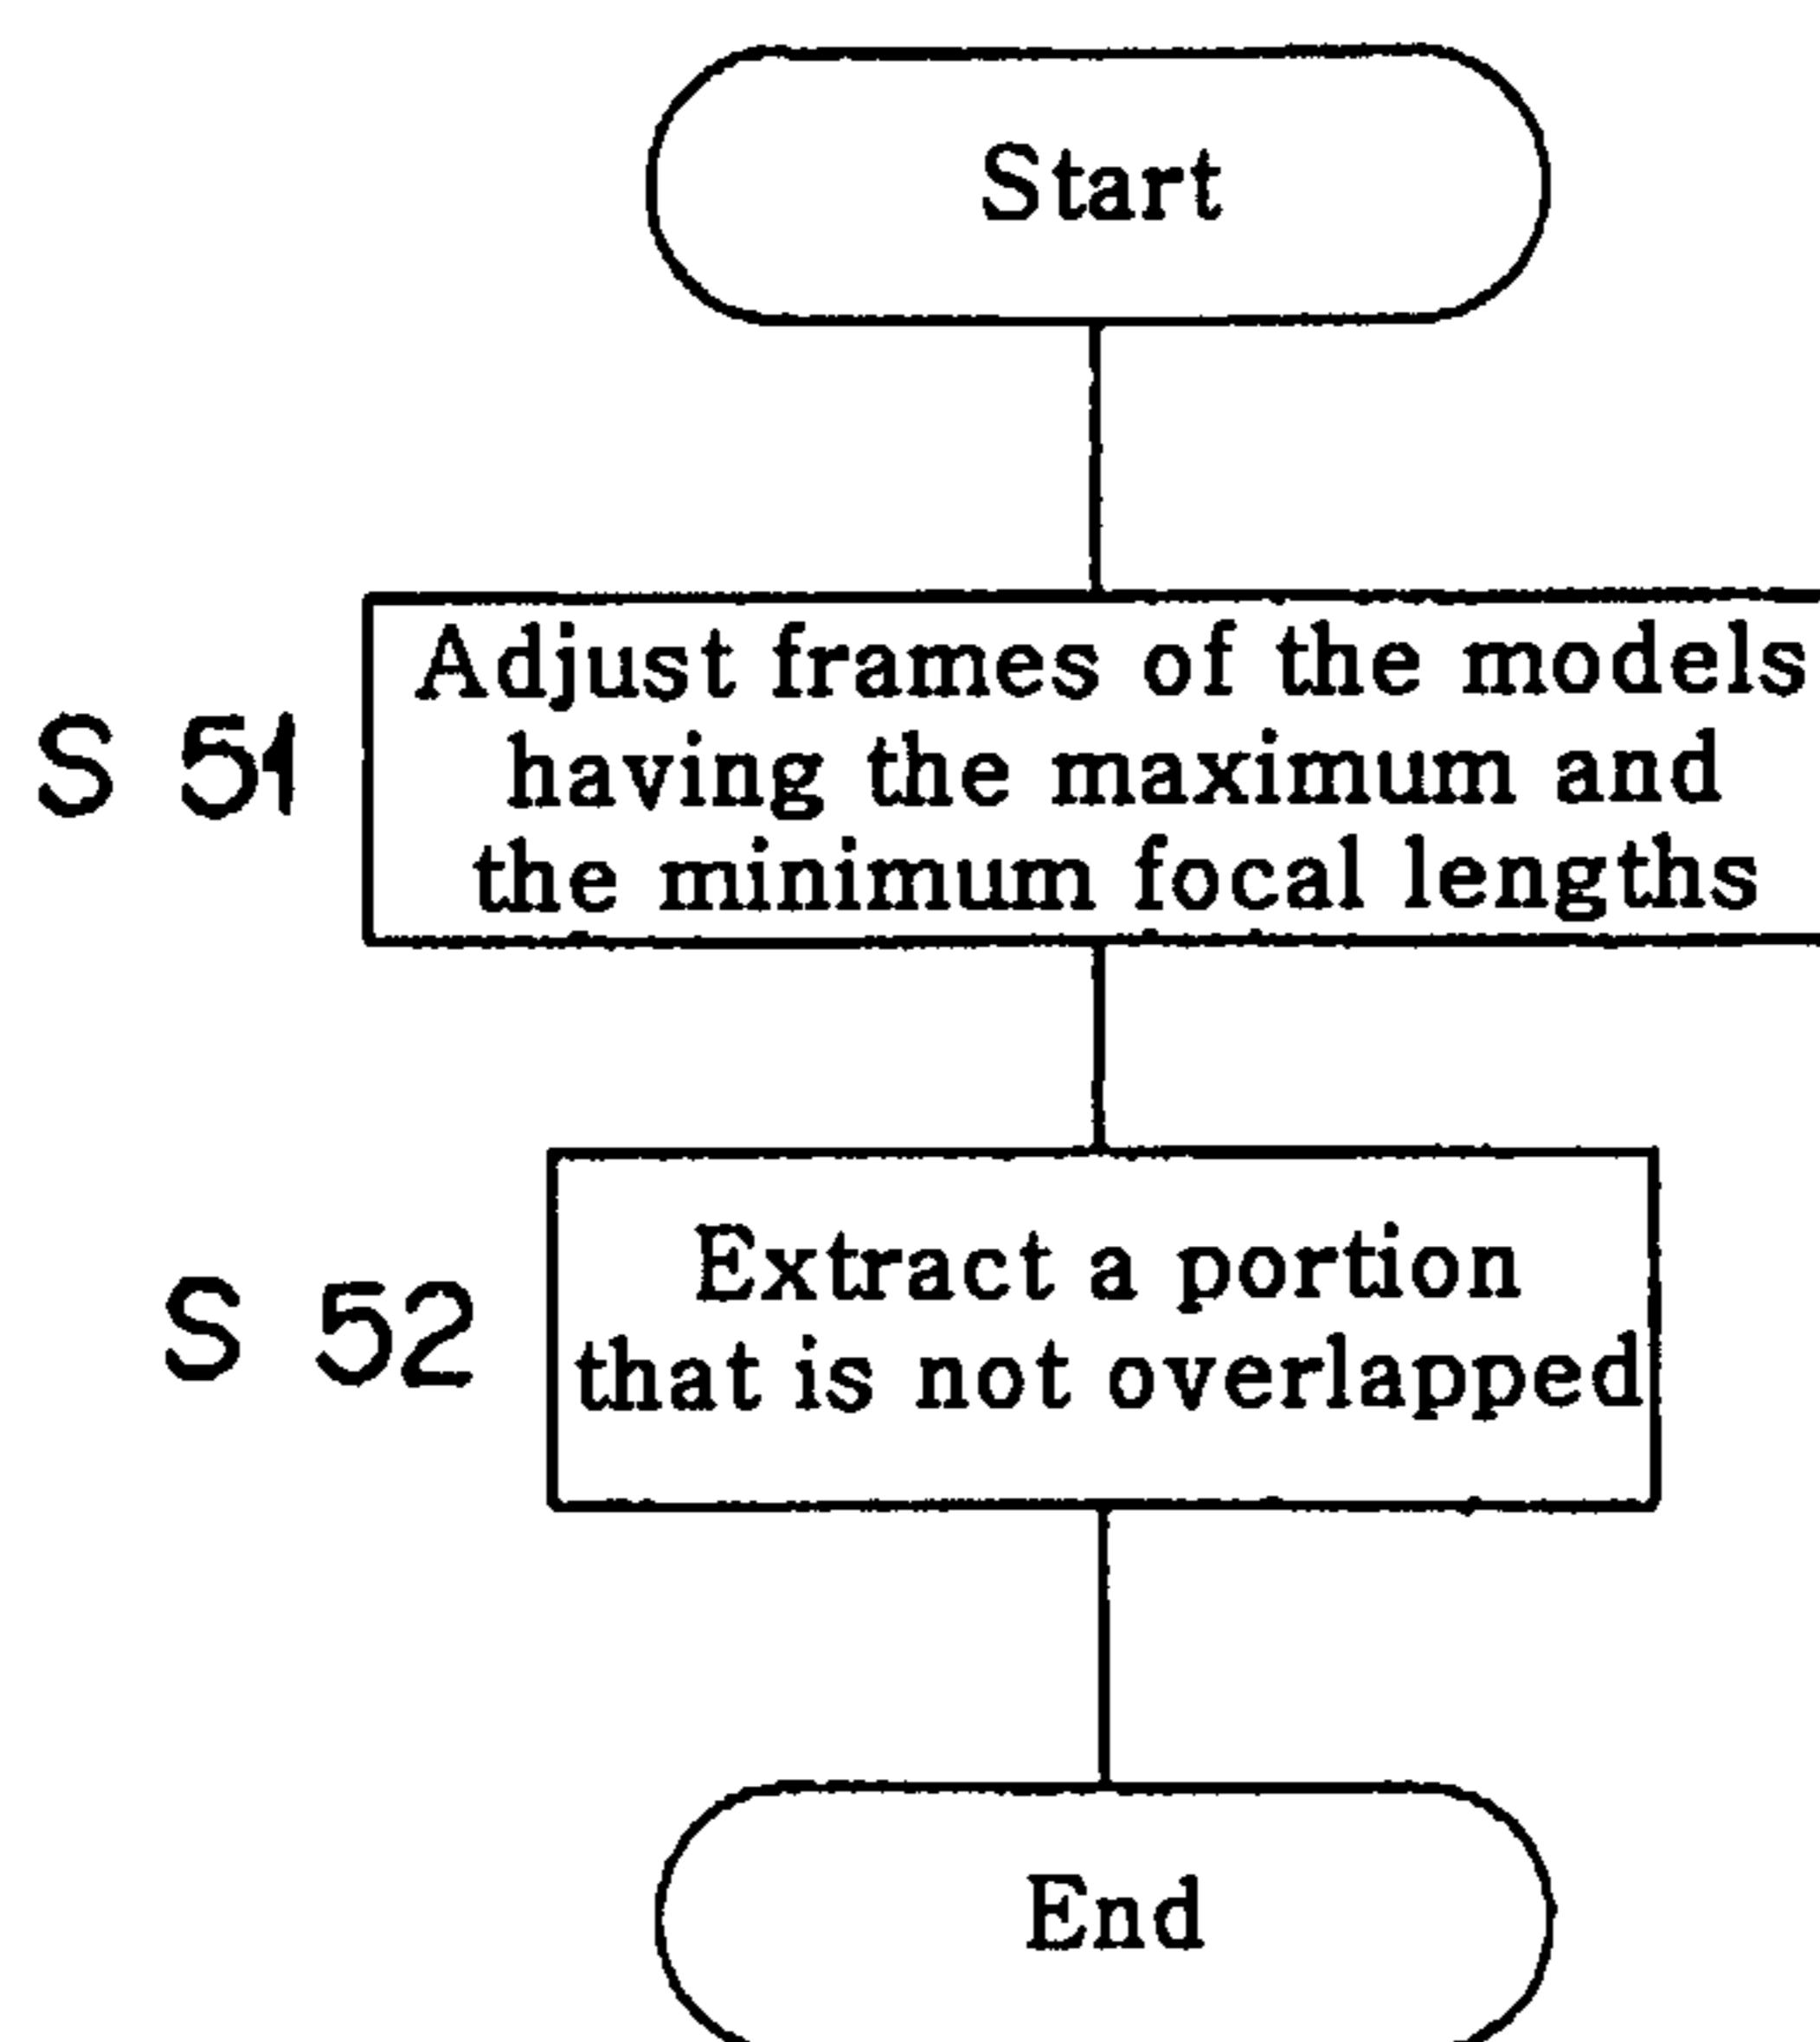 Start
S 51
Adjust frames of the models
having the maximum and
the minimum focal lengths
S 52
Extract a portion
that is not overlapped
End